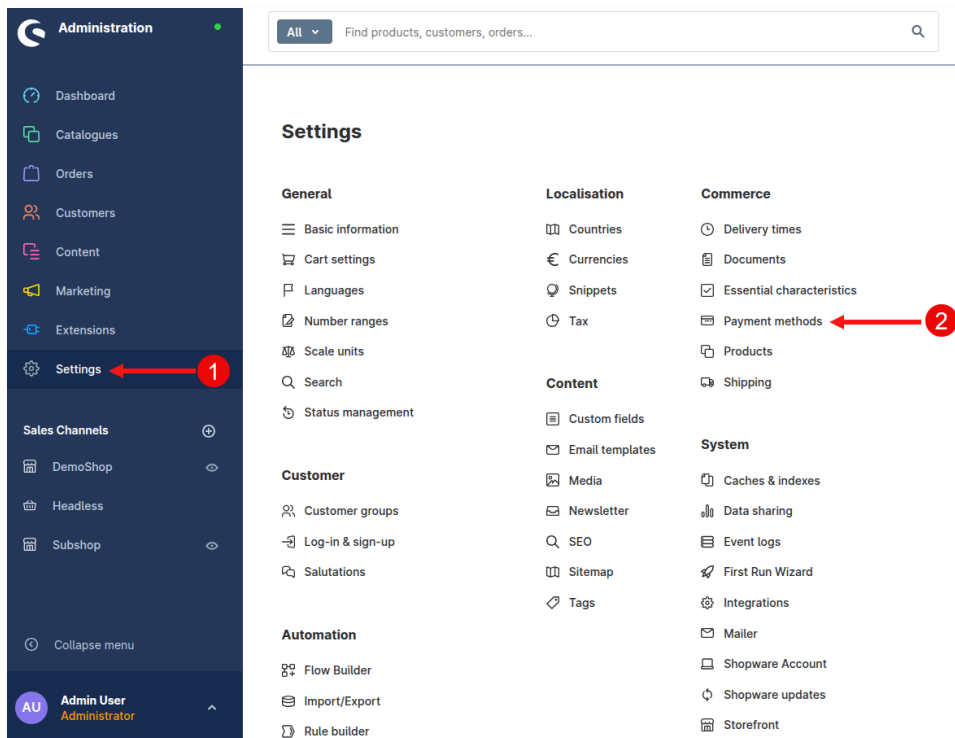 Administration
All
Find products, customers, orders...
Dashboard
Catalogues
Orders
Customers
Content
Marketing
Extensions
Settings
1
Sales Channels
DemoShop
Headless
Subshop
Collapse menu
AU
Admin User
Administrator
Settings
General
Basic information
Cart settings
Languages
Number ranges
Scale units
Search
Status management
Customer
Customer groups
Log-in & sign-up
Salutations
Automation
Flow Builder
Import/Export
Rule builder
Localisation
Countries
Currencies
Snippets
Tax
Content
Custom fields
Email templates
Media
Newsletter
SEO
Sitemap
Tags
Commerce
Delivery times
Documents
Essential characteristics
Payment methods
2
Products
Shipping
System
Caches & indexes
Data sharing
Event logs
First Run Wizard
Integrations
Mailer
Shopware Account
Shopware updates
Storefront